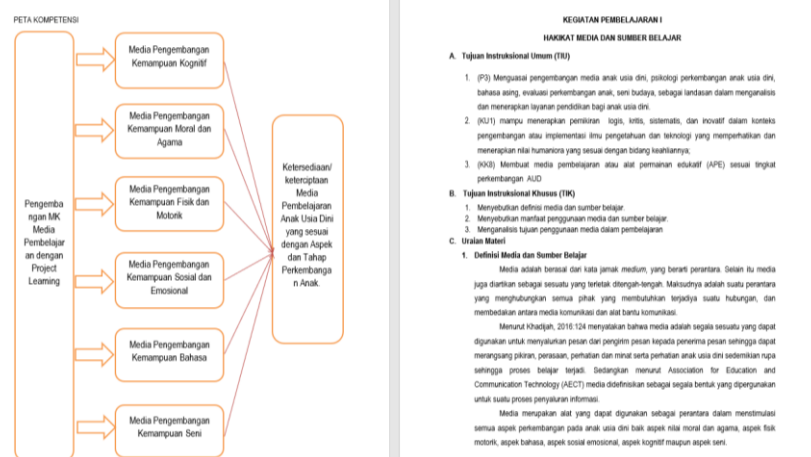 PETA KOMPETENSI
Pengemba
ngan MK
Media
Pembelajar
an dengan
Project
Learning
Media Pengembangan
Kemampuan Kognitif
Media Pengembangan
Kemampuan Moral dan
Agama
Media Pengembangan
Kemampuan Fisik dan
Motorik
Media Pengembangan
Kemampuan Sosial dan
Emosional
Media Pengembangan
Kemampuan Bahasa
Media Pengembangan
Kemampuan Seni
Ketersediaan/
keterciptaan
Media
Pembelajaran
Anak Usia Dini
yang sesuai
dengan Aspek
dan Tahap
Perkembanga
n Anak.
KEGIATAN PEMBELAJARAN I
HAKIKAT MEDIA DAN SUMBER BELAJAR
A. Tujuan Instruksional Umum (TIU)
1. (P3) Menguasai pengembangan media anak usia dini, psikologi perkembangan anak usia dini,
bahasa asing, evaluasi perkembangan anak, seni budaya, sebagai landasan dalam menganalisis
dan menerapkan layanan pendidikan bagi anak usia dini.
2. (KU1) mampu menerapkan pemikiran logis, kritis, sistematis, dan inovatif dalam konteks
pengembangan atau implementasi ilmu pengetahuan dan teknologi yang memperhatikan dan
menerapkan nilai humaniora yang sesuai dengan bidang keahliannya;
3. (KK8) Membuat media pembelajaran atau alat permainan edukatif (APE) sesuai tingkat
perkembangan AUD
B. Tujuan Instruksional Khusus (TIK)
1. Menyebutkan definisi media dan sumber belajar.
2. Menyebutkan manfaat penggunaan media dan sumber belajar.
3. Menganalisis tujuan penggunaan media dalam pembelajaran
C. Uraian Materi
1. Definisi Media dan Sumber Belajar
Media adalah berasal dari kata jamak medium, yang berarti perantara. Selain itu media
juga diartikan sebagai sesuatu yang terletak ditengah-tengah. Maksudnya adalah suatu perantara
yang menghubungkan semua pihak yang membutuhkan terjadiya suatu hubungan, dan
membedakan antara media komunikasi dan alat bantu komunikasi.
Menurut Khadijah, 2016:124 menyatakan bahwa media adalah segala sesuatu yang dapat
digunakan untuk menyalurkan pesan dari pengirim pesan kepada penerima pesan sehingga dapat
merangsang pikiran, perasaan, perhatian dan minat serta perhatian anak usia dini sedemikian rupa
sehingga proses belajar terjadi. Sedangkan menurut Association for Education and
Communication Technology (AECT) media didefinisikan sebagai segala bentuk yang dipergunakan
untuk suatu proses penyaluran informasi.
Media merupakan alat yang dapat digunakan sebagai perantara dalam menstimulasi
semua aspek perkembangan pada anak usia dini baik aspek nilai moral dan agama, aspek fisik
motorik, aspek bahasa, aspek sosial emosional, aspek kognitif maupun aspek seni.